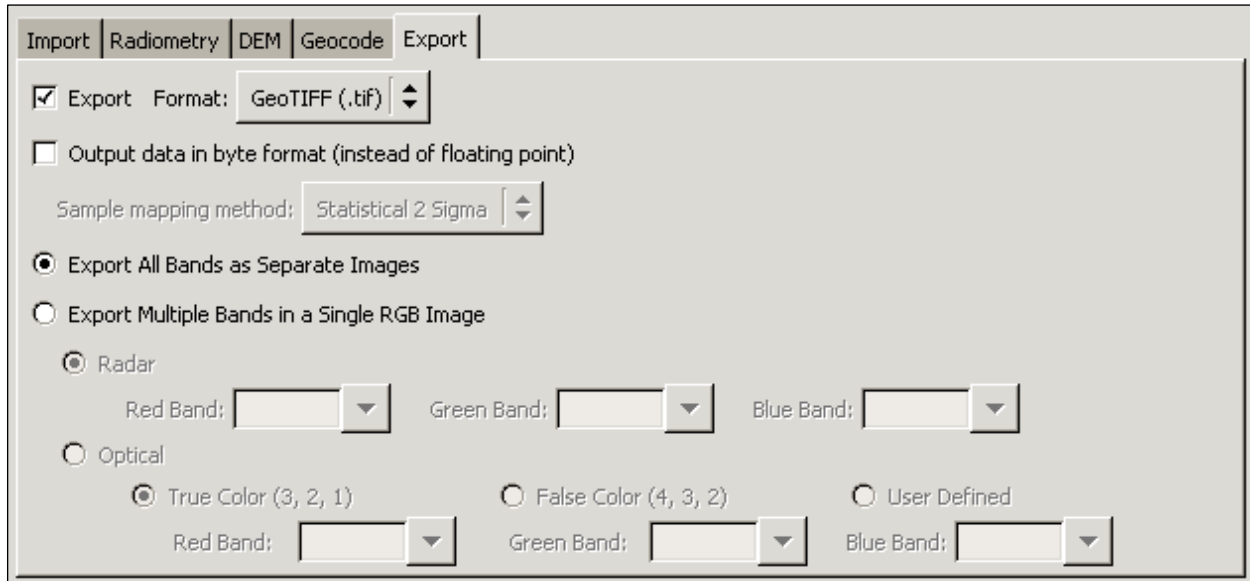 Import Radiometry DEM Geocode Export
Export Format: GeoTIFF (.tif)
Output data in byte format (instead of floating point)
Sample mapping method: Statistical 2 Sigma
Export All Bands as Separate Images
Export Multiple Bands in a Single RGB Image
Radar
Red Band: Green Band: Blue Band:
Optical
True Color (3, 2, 1) False Color (4, 3, 2) User Defined
Red Band: Green Band: Blue Band: